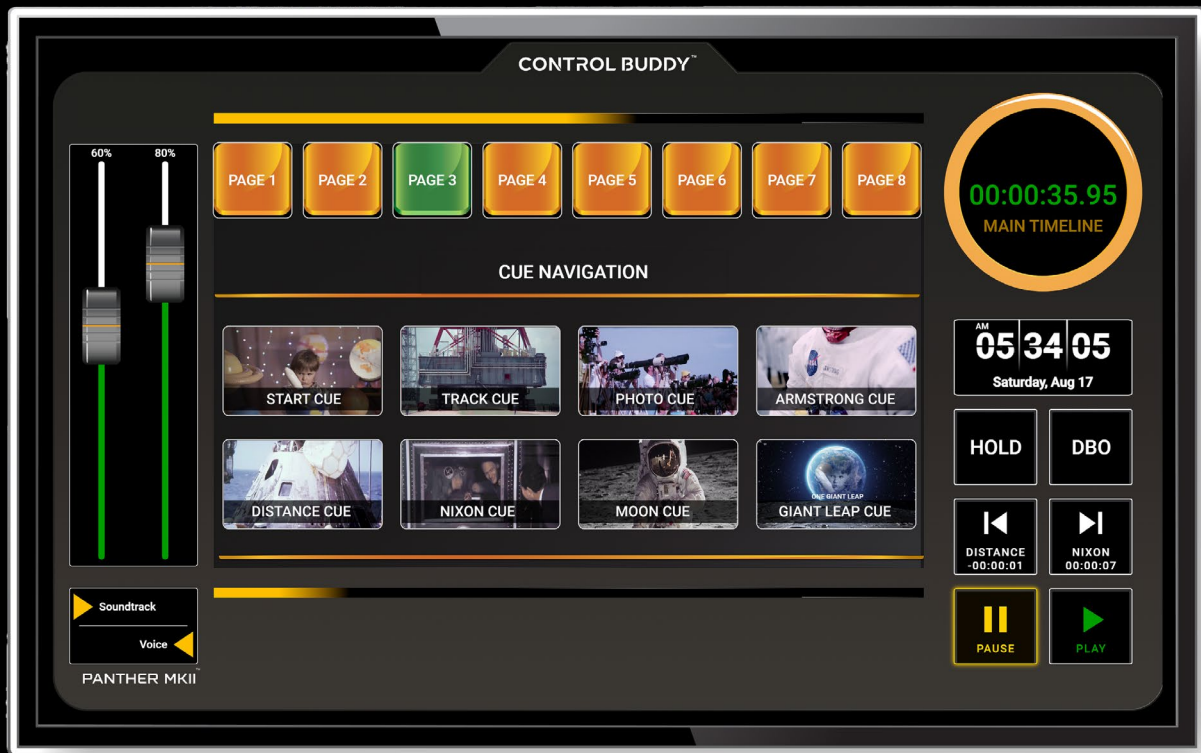 CONTROL BUDDY™
60% 80%
PAGE 1 PAGE 2 PAGE 3 PAGE 4 PAGE 5 PAGE 6 PAGE 7 PAGE 8
00:00:35.95
MAIN TIMELINE
CUE NAVIGATION
START CUE TRACK CUE PHOTO CUE ARMSTRONG CUE
ONE GIANT LEAP
DISTANCE CUE NIXON CUE MOON CUE GIANT LEAP CUE
AM
05 34 05
Saturday, Aug 17
HOLD DBO
DISTANCE NIXON
-00:00:01 00:00:07
PAUSE PLAY
Soundtrack
Voice
PANTHER MKII™